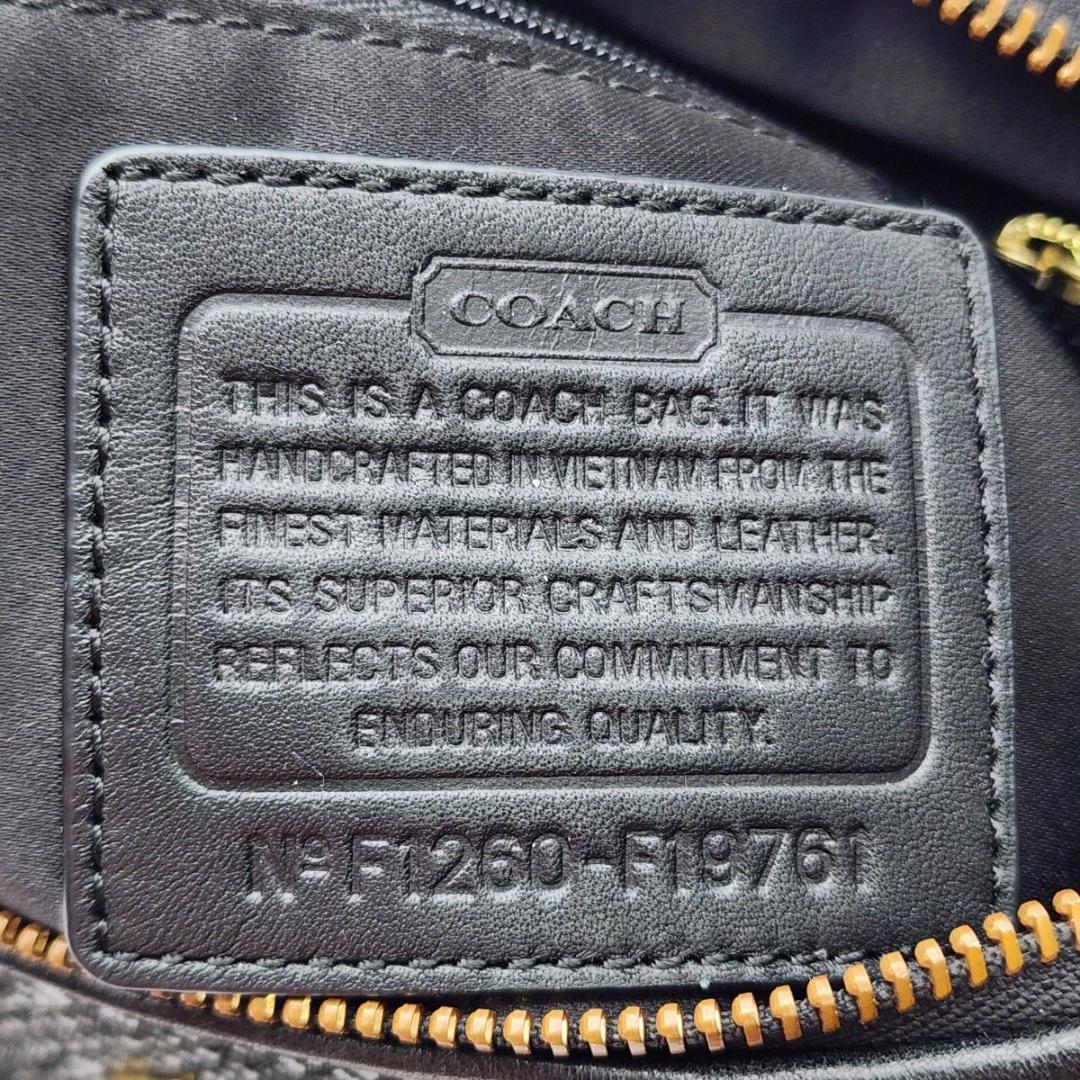 COACH
THIS IS A COACH BAG. IT WAS
HANDCRAFTED IN VIETNAM FROM THE
FINEST MATERIALS AND LEATHER.
ITS SUPERIOR CRAFTSMANSHIP
REFLECTS OUR COMMITMENT TO
ENDURING QUALITY.
Nº F1260-F19761